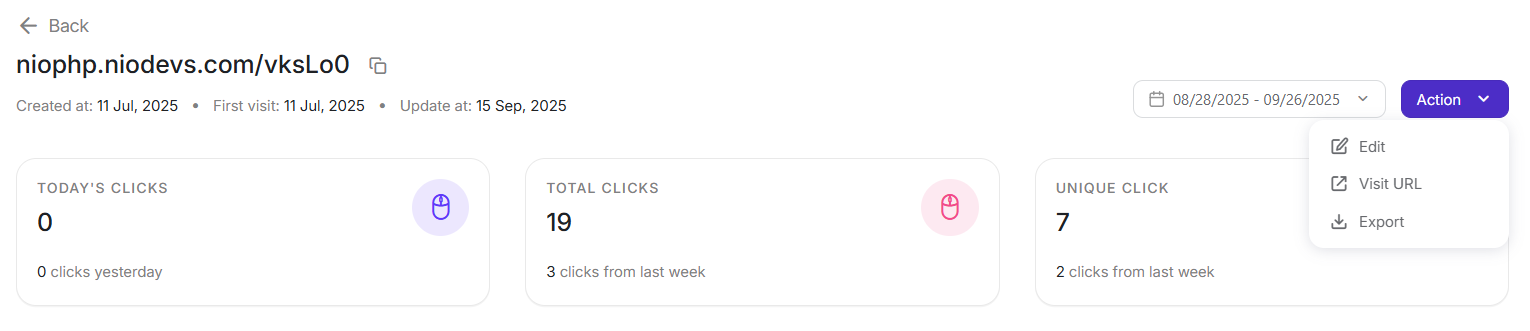 Back
niophp.niodevs.com/vksLo0
Created at: 11 Jul, 2025 • First visit: 11 Jul, 2025 • Update at: 15 Sep, 2025
08/28/2025 - 09/26/2025
Action
Edit
Visit URL
Export
TODAY'S CLICKS
0
0 clicks yesterday
TOTAL CLICKS
19
3 clicks from last week
UNIQUE CLICK
7
2 clicks from last week